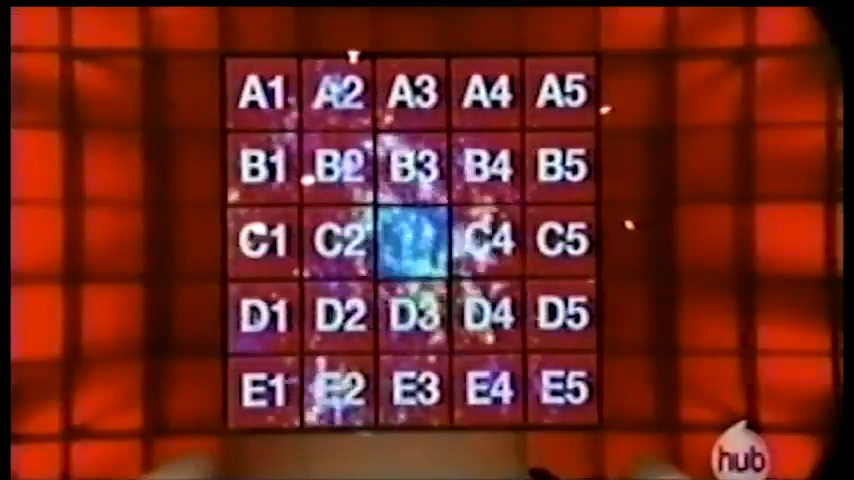 A1 A2 A3 A4 A5
B1 B2 B3 B4 B5
C1 C2 C4 C5
D1 D2 D3 D4 D5
E1 E2 E3 E4 E5
hub